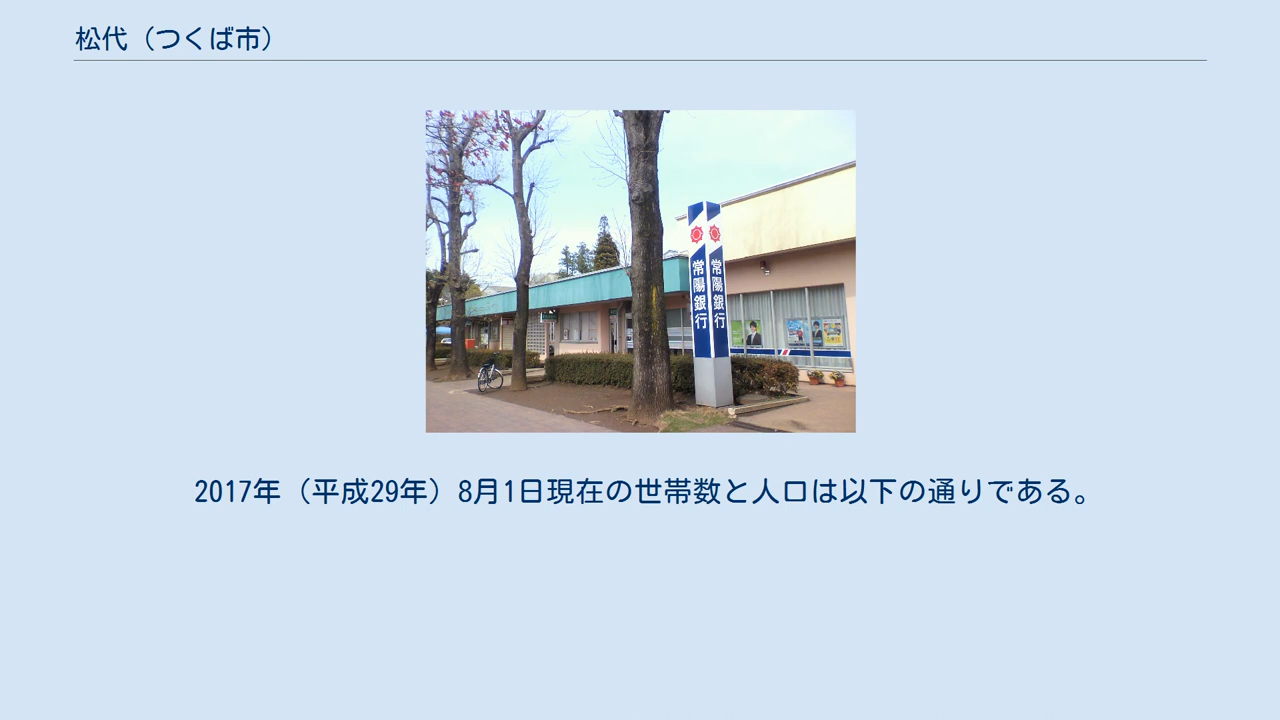 松代（つくば市）
常陽銀行
常陽銀行
2017年（平成29年）8月1日現在の世帯数と人口は以下の通りである。